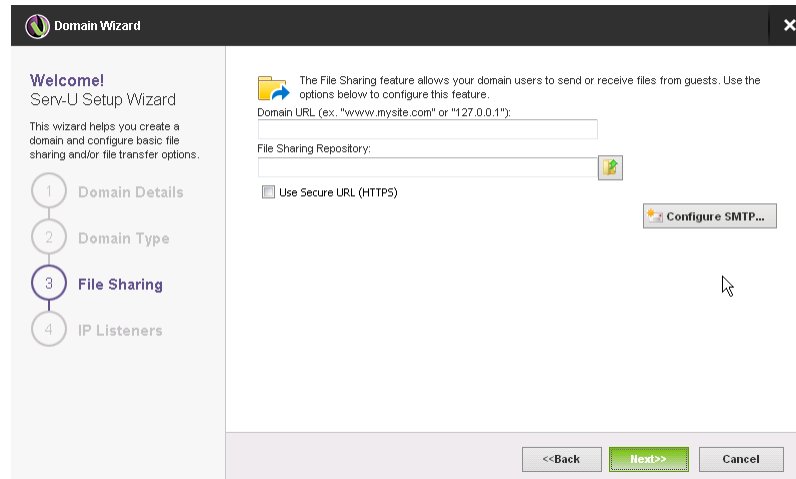 Domain Wizard
Welcome!
Serv-U Setup Wizard
This wizard helps you create a
domain and configure basic file
sharing and/or file transfer options.
1 Domain Details
2 Domain Type
3 File Sharing
4 IP Listeners
The File Sharing feature allows your domain users to send or receive files from guests. Use the
options below to configure this feature.
Domain URL (ex. "www.mysite.com" or "127.0.0.1"):
File Sharing Repository:
Use Secure URL (HTTPS)
Configure SMTP...
<<Back
Next>>
Cancel